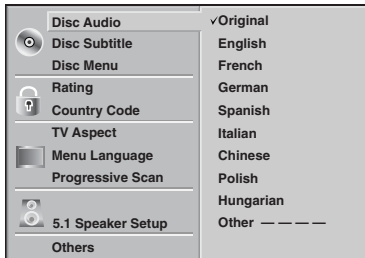 Disc Audio
Disc Subtitle
Disc Menu
Rating
Country Code
TV Aspect
Menu Language
Progressive Scan
5.1 Speaker Setup
Others
✓Original
English
French
German
Spanish
Italian
Chinese
Polish
Hungarian
Other — — — —